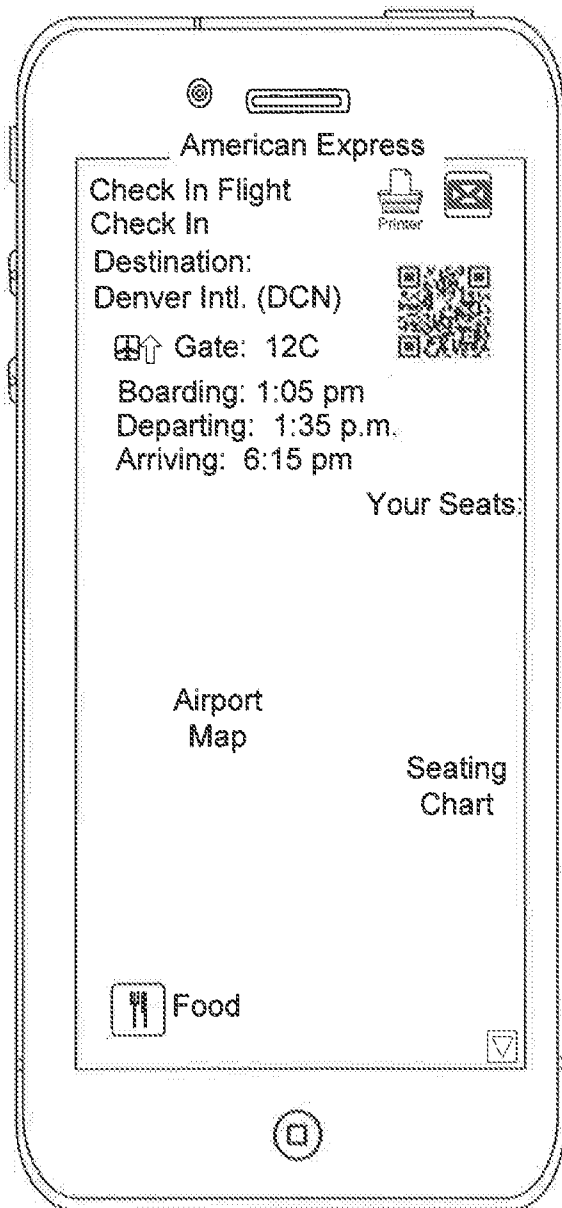 American Express
Check In Flight
Check In
Printer
Destination:
Denver Intl. (DCN)
Gate: 12C
Boarding: 1:05 pm
Departing: 1:35 p.m.
Arriving: 6:15 pm
Your Seats:
Airport
Map
Seating
Chart
Food